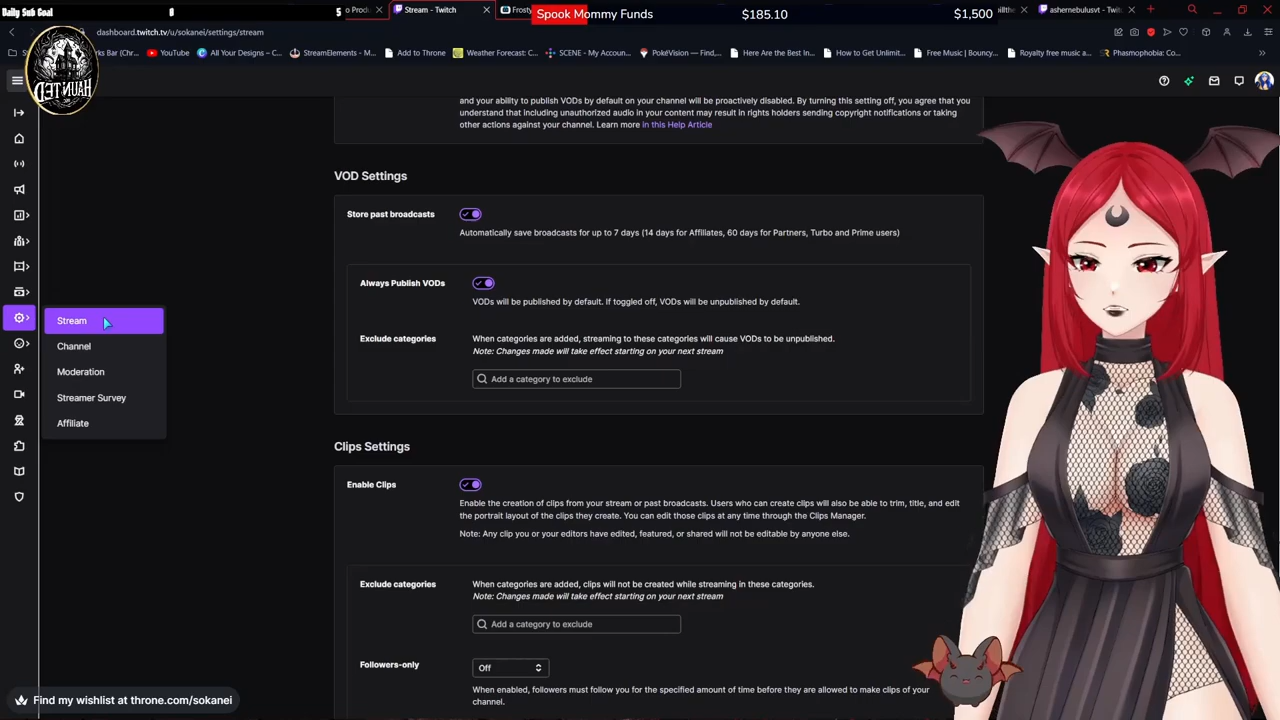 Daily Sub Goal
0
5
o Produc
Stream - Twitch
Frosty
Spook Mommy Funds
$185.10
$1,500
ashernebulusvt - Twitc
dashboard.twitch.tv/u/sokanei/settings/stream
YouTube
All Your Designs – C...
StreamElements - M...
Add to Throne
Weather Forecast: C...
SCENE - My Accoun...
PokéVision — Find,...
Here Are the Best In...
How to Get Unlimit...
Free Music | Bouncy...
Royalty free music a...
Phasmophobia: Co...
HAUNTED
and your ability to publish VODs by default on your channel will be proactively disabled. By turning this setting off, you agree that you
understand that including unauthorized audio in your content may result in rights holders sending copyright notifications or taking
other actions against your channel. Learn more in this Help Article
VOD Settings
Store past broadcasts
Automatically save broadcasts for up to 7 days (14 days for Affiliates, 60 days for Partners, Turbo and Prime users)
Always Publish VODs
VODs will be published by default. If toggled off, VODs will be unpublished by default.
Exclude categories
When categories are added, streaming to these categories will cause VODs to be unpublished.
Note: Changes made will take effect starting on your next stream
Add a category to exclude
Stream
Channel
Moderation
Streamer Survey
Affiliate
Clips Settings
Enable Clips
Enable the creation of clips from your stream or past broadcasts. Users who can create clips will also be able to trim, title, and edit
the portrait layout of the clips they create. You can edit those clips at any time through the Clips Manager.
Note: Any clip you or your editors have edited, featured, or shared will not be editable by anyone else.
Exclude categories
When categories are added, clips will not be created while streaming in these categories.
Note: Changes made will take effect starting on your next stream
Add a category to exclude
Followers-only
Off
When enabled, followers must follow you for the specified amount of time before they are allowed to make clips of your
channel.
Find my wishlist at throne.com/sokanei